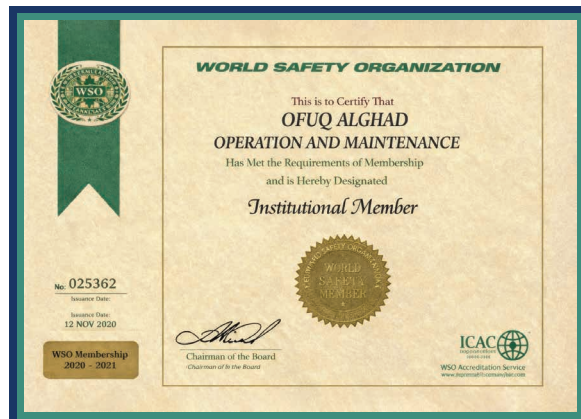 WSO
WORLD SAFETY ORGANIZATION
This is to Certify That
OFUQ ALGHAD
OPERATION AND MAINTENANCE
Has Met the Requirements of Membership
and is Hereby Designated
Institutional Member
WORLD
SAFETY
MEMBER
No: 025362
Issuance Date:
Issuance Date:
12 NOV 2020
WSO Membership
2020 - 2021
Chairman of the Board
Chairman of the Board
ICAC
WSO Accreditation Service